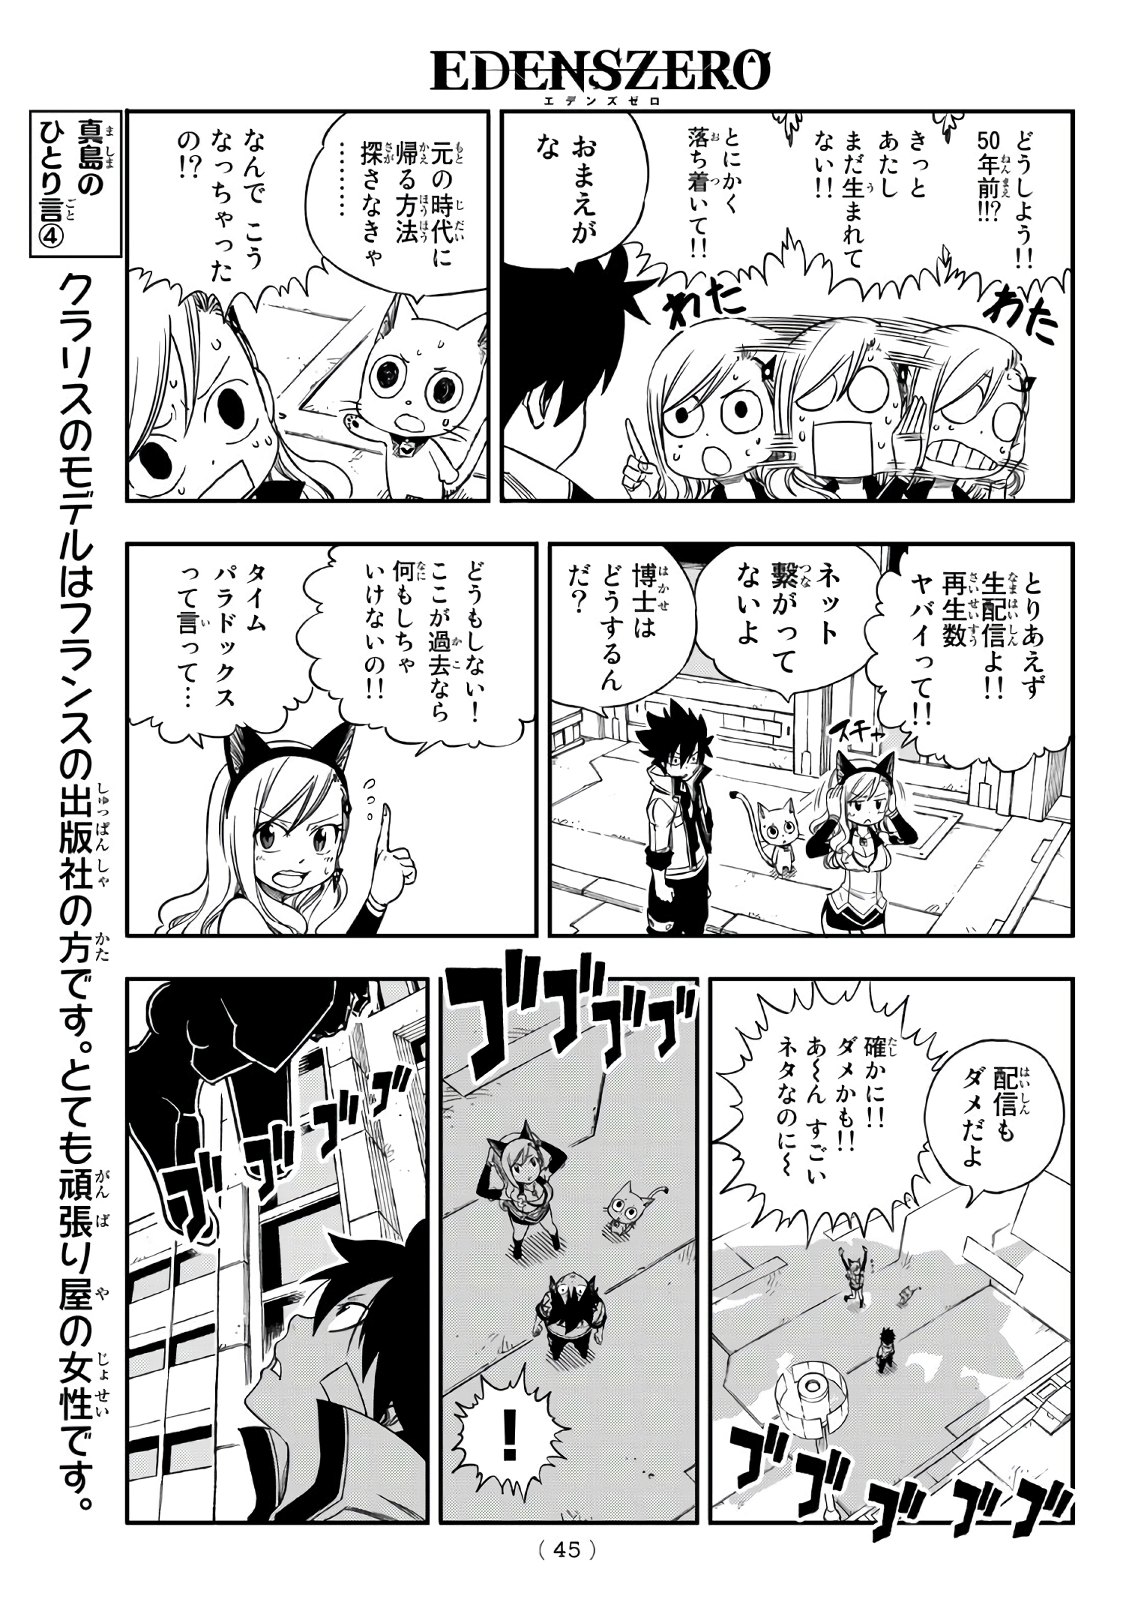 EDENSZERO
エデンズゼロ
どうしよう!!
50年前!!?
きっと
あたし
まだ生まれて
ない!!
とにかく
落ち着いて!!
わた
わた
おまえが
な
元の時代に
帰る方法
探さなきゃ
………
なんで こう
なっちゃった
の!?
とりあえず
生配信よ!!
再生数
ヤバイって!!
スチャ
ネット
繋がって
ないよ
博士は
どうするん
だ?
どうもしない!
ここが過去なら
何もしちゃ
いけないの!!
タイム
パラドックス
って言って…
配信も
ダメだよ
確かに!!
ダメかも!!
あ〜ん すごい
ネタなのに〜
ゴゴゴゴ
ゴゴゴゴ
!
ゴゴゴゴ
真島の
ひとり言④
クラリスのモデルはフランスの出版社の方です。とても頑張り屋の女性です。
(45)